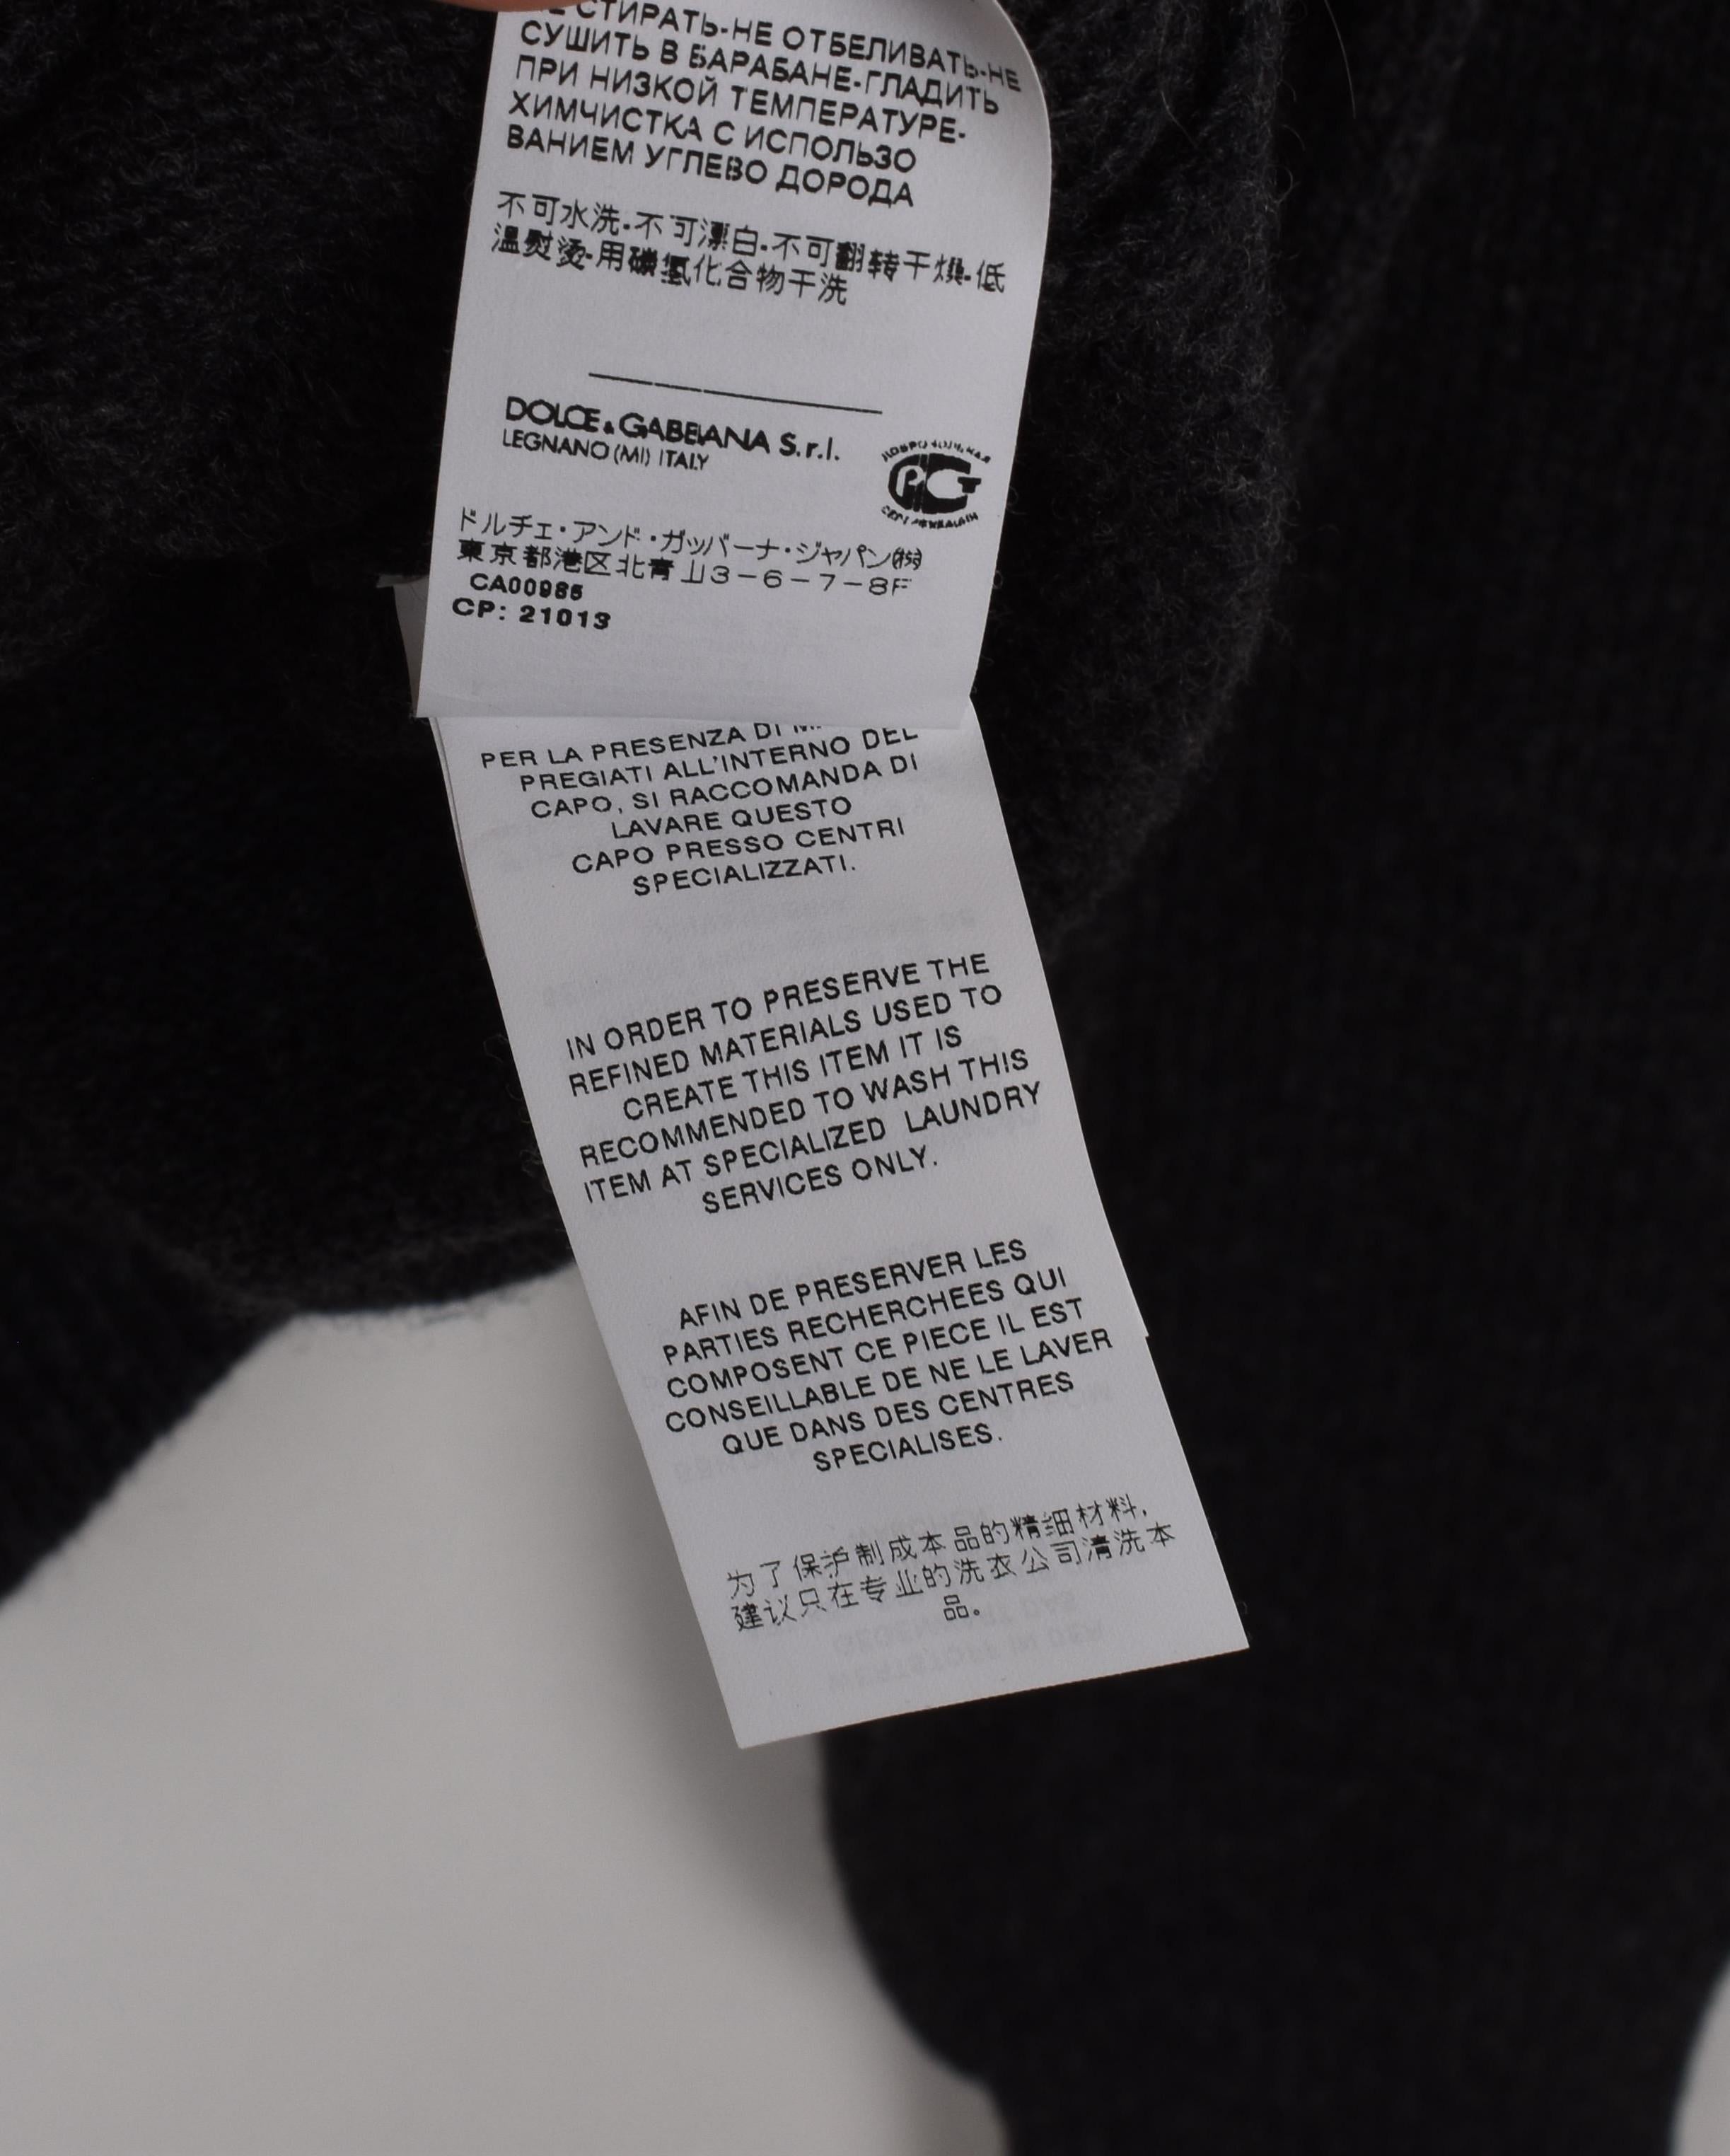 СТИРАТЬ-НЕ ОТБЕЛИВАТЬ-НЕ
СУШИТЬ В БАРАБАНЕ-ГЛАДИТЬ
ПРИ НИЗКОЙ ТЕМПЕРАТУРЕ-
ХИМЧИСТКА С ИСПОЛЬЗО
ВАНИЕМ УГЛЕВО ДОРОДА
不可水洗-不可漂白-不可翻转干燥-低
温熨烫-用碳氢化合物干洗
DOLCE & GABBANA S.r.l.
LEGNANO (MI) ITALY
ドルチェ・アンド・ガッバーナ・ジャパン㈱
東京都港区北青山3-6-7-8F
CA00985
CP: 21013
PER LA PRESENZA DI
PREGIATI ALL'INTERNO DEL
CAPO, SI RACCOMANDA DI
LAVARE QUESTO
CAPO PRESSO CENTRI
SPECIALIZZATI.
IN ORDER TO PRESERVE THE
REFINED MATERIALS USED TO
CREATE THIS ITEM IT IS
RECOMMENDED TO WASH THIS
ITEM AT SPECIALIZED LAUNDRY
SERVICES ONLY.
AFIN DE PRESERVER LES
PARTIES RECHERCHEES QUI
COMPOSENT CE PIECE IL EST
CONSEILLABLE DE NE LE LAVER
QUE DANS DES CENTRES
SPECIALISES.
为了保护制成本品的精细材料,
建议只在专业的洗衣公司清洗本
品。